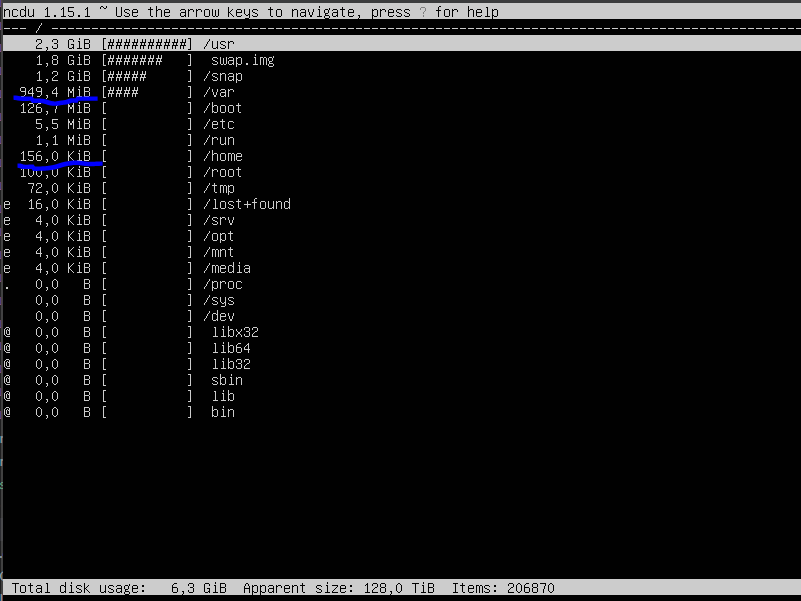 ncdu 1.15.1 ~ Use the arrow keys to navigate, press ? for help
--- / ---
2,3 GiB [##########] /usr
1,8 GiB [#######   ]  swap.img
1,2 GiB [#####     ] /snap
949,4 MiB [####      ] /var
126,7 MiB [          ] /boot
5,5 MiB [          ] /etc
1,1 MiB [          ] /run
156,0 KiB [          ] /home
100,0 KiB [          ] /root
72,0 KiB [          ] /tmp
e 16,0 KiB [          ] /lost+found
e 4,0 KiB [          ] /srv
e 4,0 KiB [          ] /opt
e 4,0 KiB [          ] /mnt
e 4,0 KiB [          ] /media
. 0,0 B [          ] /proc
0,0 B [          ] /sys
0,0 B [          ] /dev
@ 0,0 B [          ]  libx32
@ 0,0 B [          ]  lib64
@ 0,0 B [          ]  lib32
@ 0,0 B [          ]  sbin
@ 0,0 B [          ]  lib
@ 0,0 B [          ]  bin
Total disk usage: 6,3 GiB Apparent size: 128,0 TiB Items: 206870